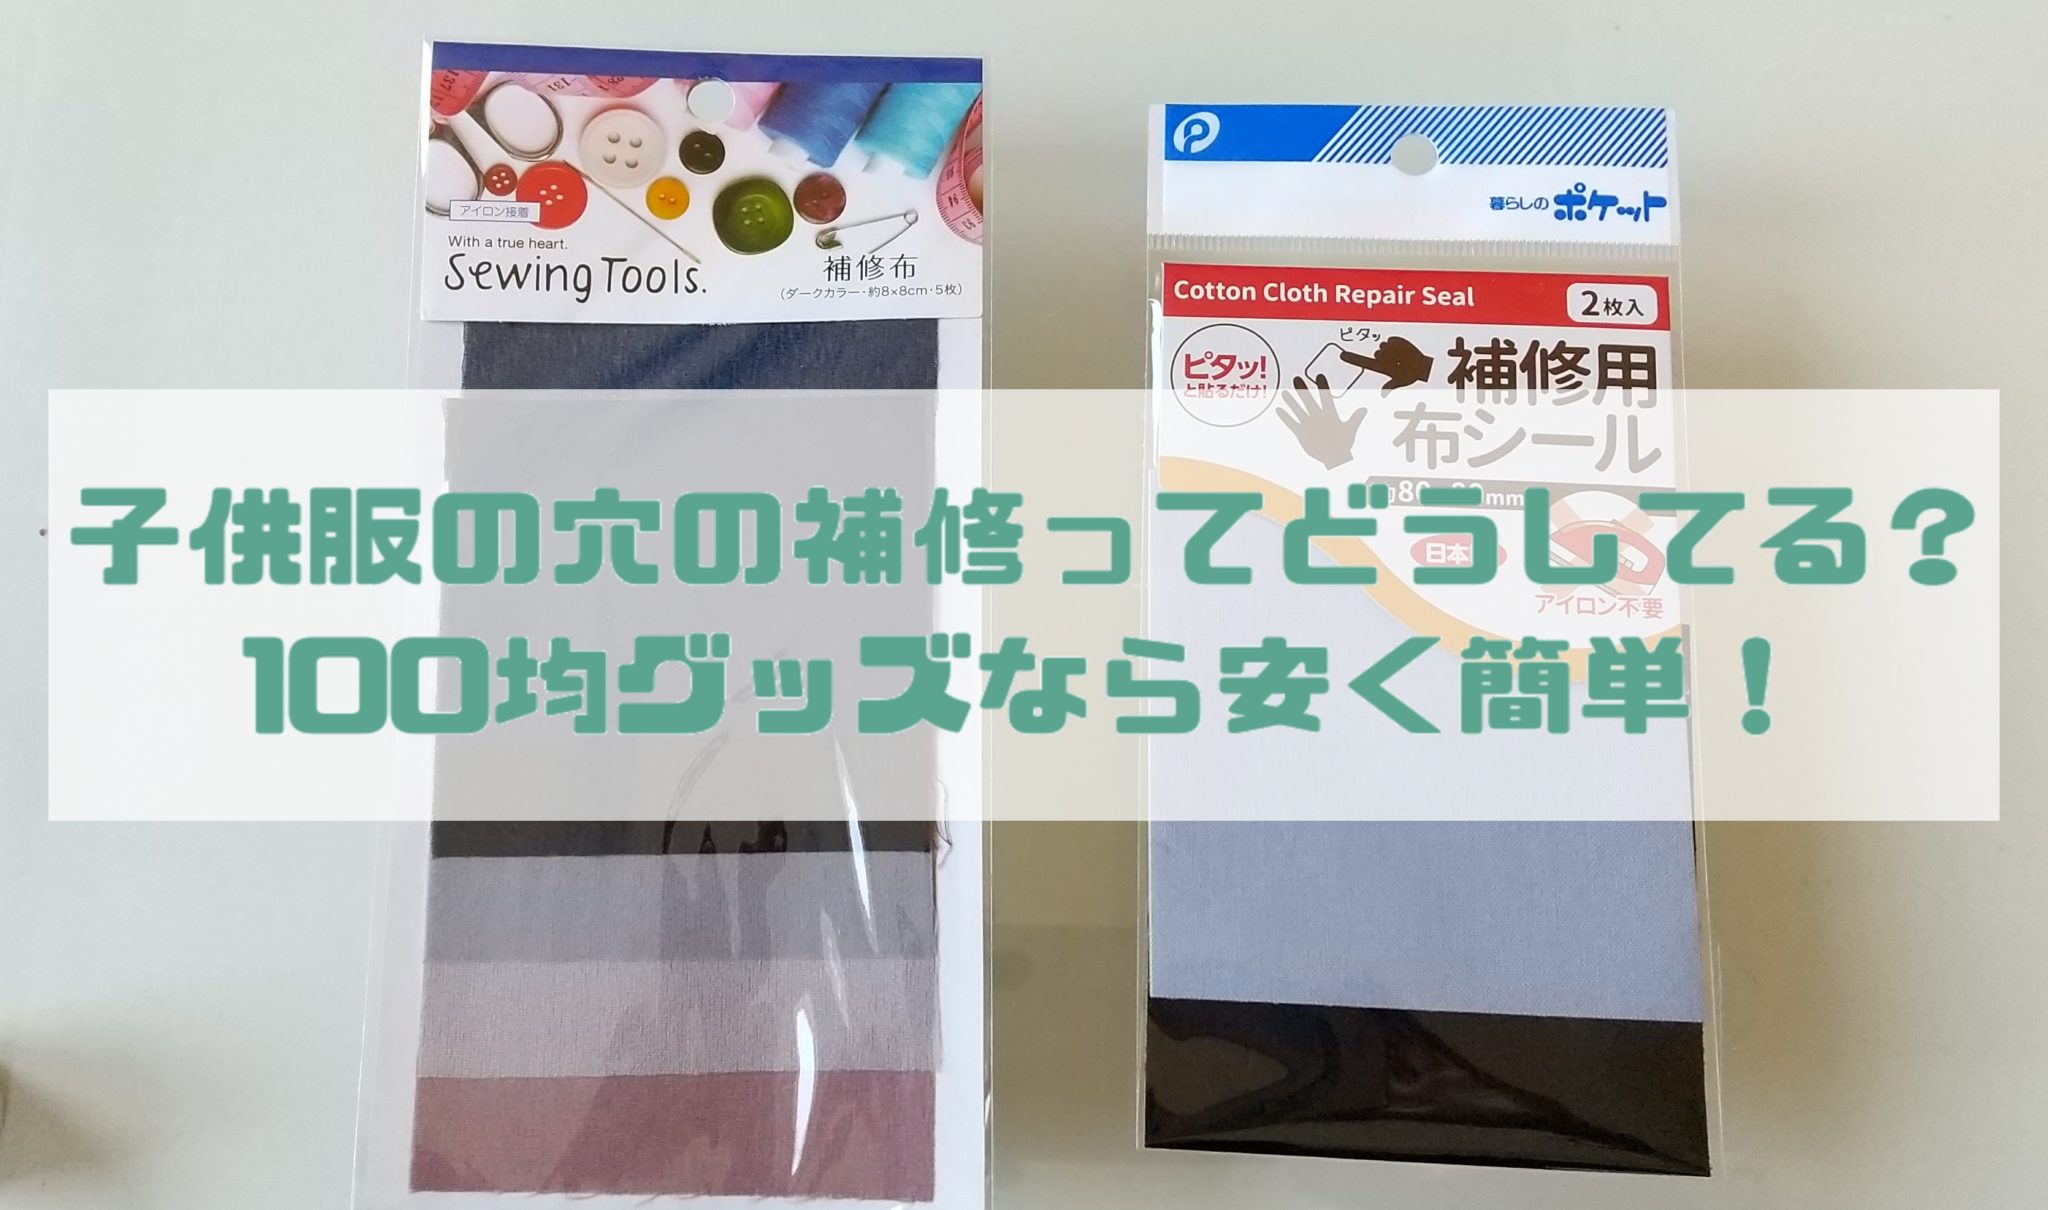 アイロン接着
With a true heart.
Sewing Tools.
補修布
(ダークカラー・約8×8cm・5枚)
暮らしのポケット
Cotton Cloth Repair Seal
2枚入
ピタッ!
と貼るだけ!
ピタッ
補修用
布シール
日本
アイロン不要
子供服の穴の補修ってどうしてる?
100均グッズなら安く簡単!